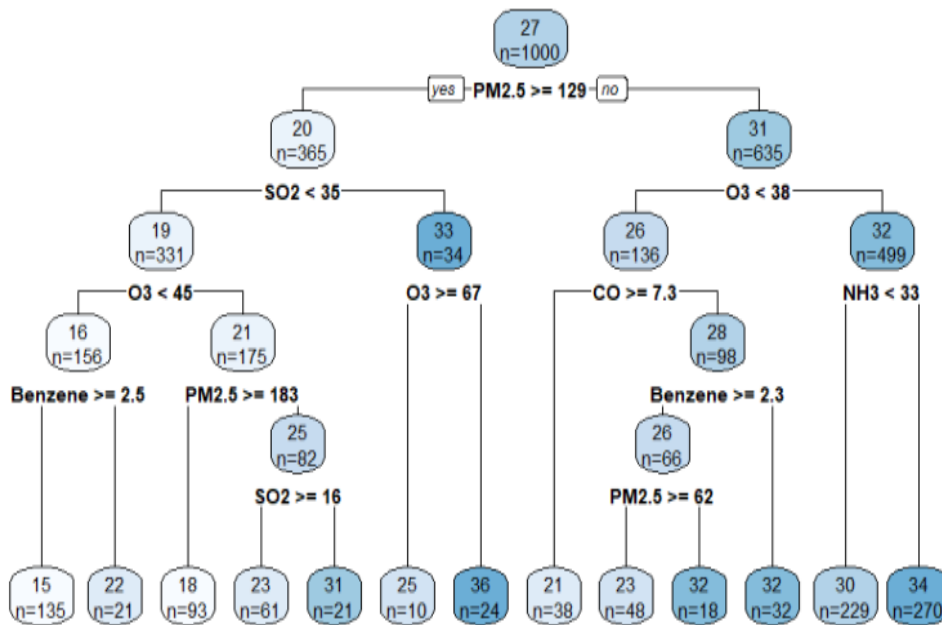 27
n=1000
yes PM2.5 >= 129 no
20
n=365
31
n=635
SO2 < 35
O3 < 38
19
n=331
33
n=34
26
n=136
32
n=499
O3 < 45
O3 >= 67
CO >= 7.3
NH3 < 33
16
n=156
21
n=175
28
n=98
Benzene >= 2.5
PM2.5 >= 183
Benzene >= 2.3
25
n=82
26
n=66
SO2 >= 16
PM2.5 >= 62
15
n=135
22
n=21
18
n=93
23
n=61
31
n=21
25
n=10
36
n=24
21
n=38
23
n=48
32
n=18
32
n=32
30
n=229
34
n=270